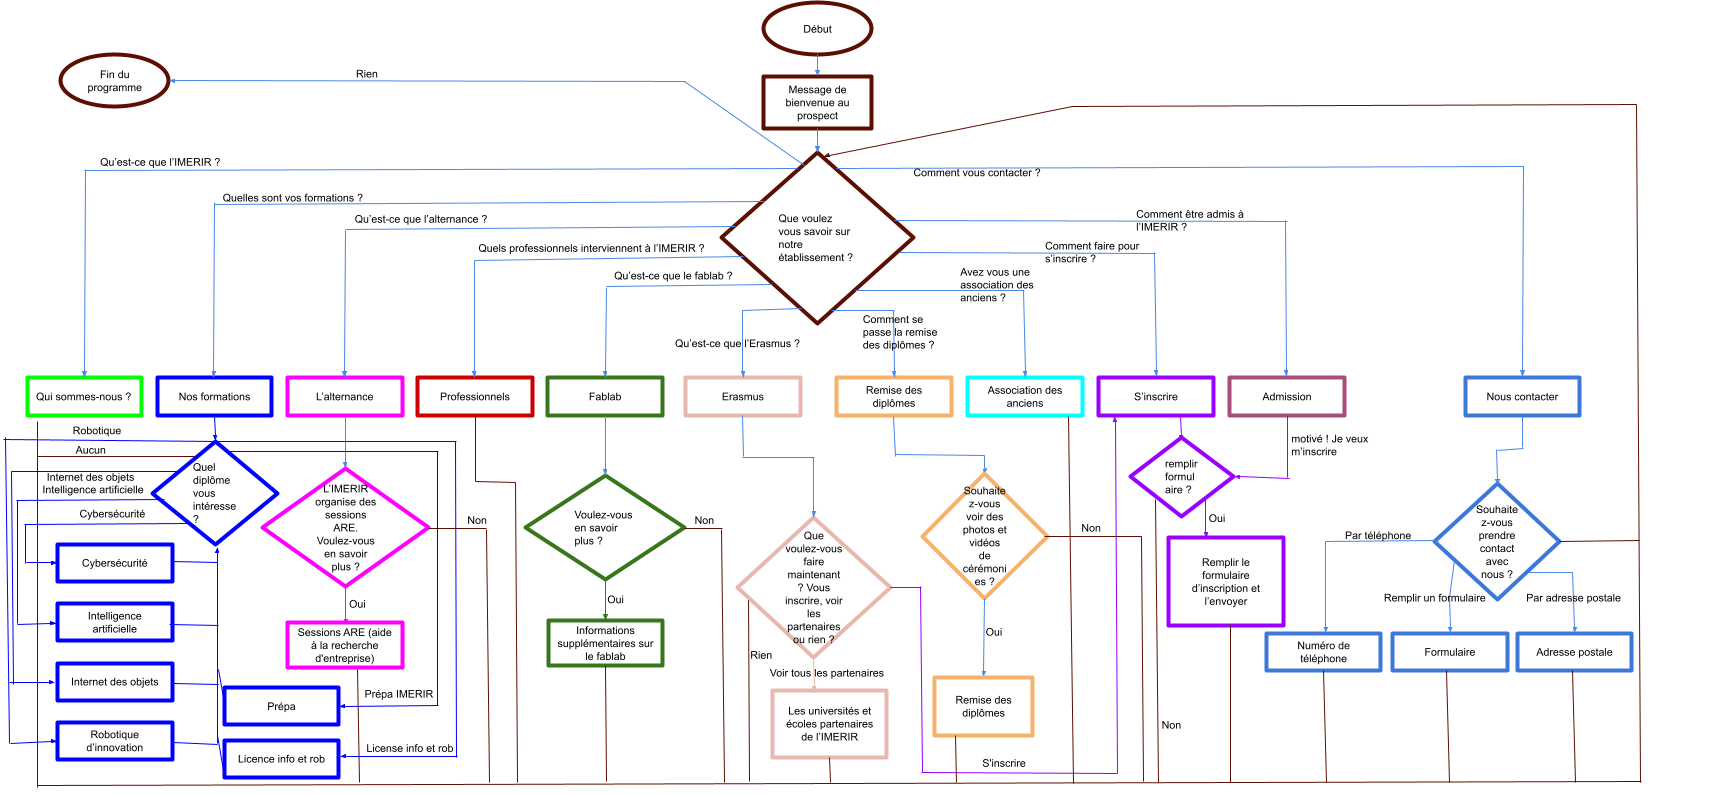 Début
Fin du
programme
Rien
Message de
bienvenue au
prospect
Qu'est-ce que l'IMERIR ?
Comment vous contacter ?
Quelles sont vos formations ?
Qu'est-ce que l'alternance ?
Que voulez
vous savoir sur
notre
établissement ?
Comment être admis à
l'IMERIR ?
Quels professionnels interviennent à l'IMERIR ?
Comment faire pour
s'inscrire ?
Qu'est-ce que le fablab ?
Avez vous une
association des
anciens ?
Qu'est-ce que l'Erasmus ?
Comment se
passe la remise
des diplômes ?
Qui sommes-nous ?
Nos formations
L'alternance
Professionnels
Fablab
Erasmus
Remise des
diplômes
Association des
anciens
S'inscrire
Admission
Nous contacter
Robotique
Aucun
Internet des objets
Intelligence artificielle
Cybersécurité
Quel
diplôme
vous
intéresse
?
L'IMERIR
organise des
sessions
ARE.
Voulez-vous
en savoir
plus ?
Non
Oui
Voulez-vous
en savoir
plus ?
Non
Oui
Que
voulez-vous
faire
maintenant
? Vous
inscrire, voir
les
partenaires
ou rien ?
Rien
Voir tous les partenaires
Souhaite
z-vous
voir des
photos et
vidéos
de
cérémoni
es ?
Non
Oui
remplir
formul
aire ?
motivé ! Je veux
m'inscrire
Oui
Non
Souhaite
z-vous
prendre
contact
avec
nous ?
Par téléphone
Remplir un formulaire
Par adresse postale
Cybersécurité
Intelligence
artificielle
Internet des objets
Robotique
d'innovation
Prépa
Prépa IMERIR
Licence info et rob
License info et rob
Sessions ARE (aide
à la recherche
d'entreprise)
Informations
supplémentaires sur
le fablab
Les universités et
écoles partenaires
de l'IMERIR
S'inscrire
Remise des
diplômes
Remplir le
formulaire
d'inscription et
l'envoyer
Numéro de
téléphone
Formulaire
Adresse postale